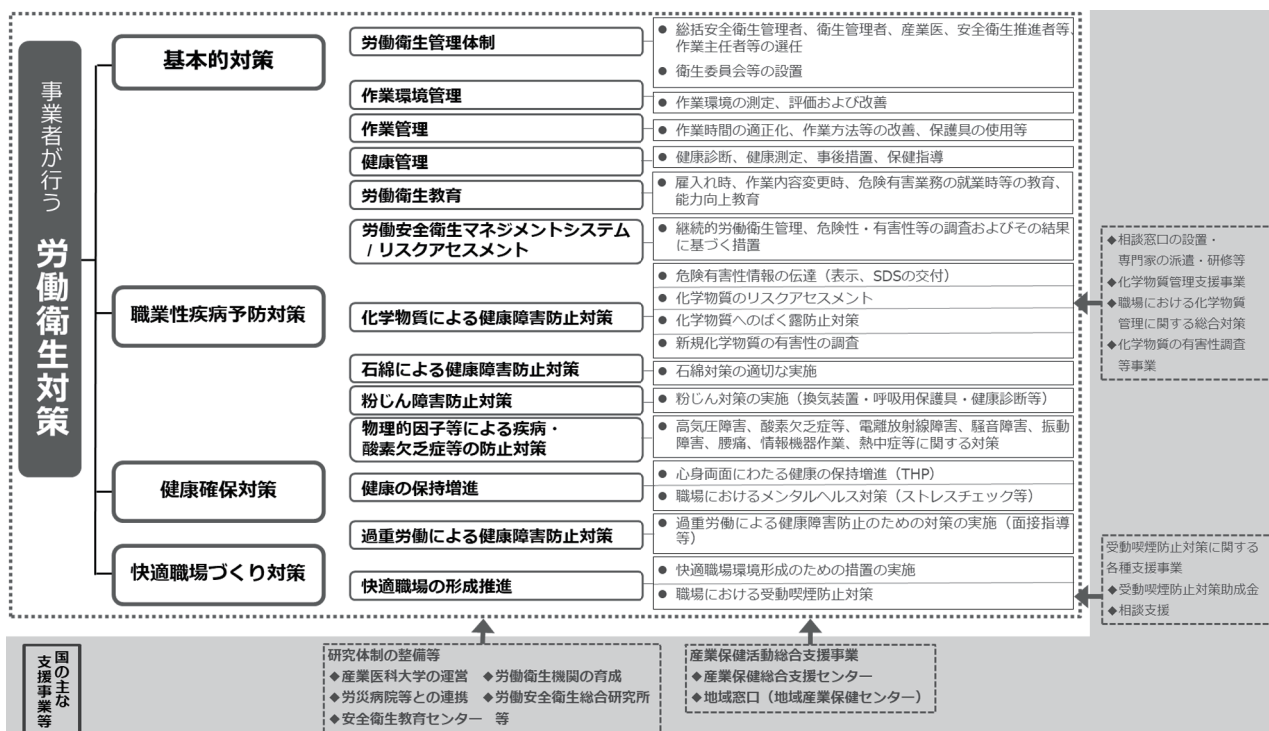 事業者が行う 労働衛生対策
基本的対策
労働衛生管理体制
● 総括安全衛生管理者、衛生管理者、産業医、安全衛生推進者等、
作業主任者等の選任
● 衛生委員会等の設置
作業環境管理
● 作業環境の測定、評価および改善
作業管理
● 作業時間の適正化、作業方法等の改善、保護具の使用等
健康管理
● 健康診断、健康測定、事後措置、保健指導
労働衛生教育
● 雇入れ時、作業内容変更時、危険有害業務の就業時等の教育、
能力向上教育
労働安全衛生マネジメントシステム
/ リスクアセスメント
● 継続的労働衛生管理、危険性・有害性等の調査およびその結果
に基づく措置
職業性疾病予防対策
化学物質による健康障害防止対策
● 危険有害性情報の伝達（表示、SDSの交付）
● 化学物質のリスクアセスメント
● 化学物質へのばく露防止対策
● 新規化学物質の有害性の調査
石綿による健康障害防止対策
● 石綿対策の適切な実施
粉じん障害防止対策
● 粉じん対策の実施（換気装置・呼吸用保護具・健康診断等）
物理的因子等による疾病・
酸素欠乏症等の防止対策
● 高気圧障害、酸素欠乏症等、電離放射線障害、騒音障害、振動
障害、腰痛、情報機器作業、熱中症等に関する対策
健康確保対策
健康の保持増進
● 心身両面にわたる健康の保持増進（THP）
● 職場におけるメンタルヘルス対策（ストレスチェック等）
過重労働による健康障害防止対策
● 過重労働による健康障害防止のための対策の実施（面接指導
等）
快適職場づくり対策
快適職場の形成推進
● 快適職場環境形成のための措置の実施
● 職場における受動喫煙防止対策
◆相談窓口の設置・
専門家の派遣・研修等
◆化学物質管理支援事業
◆職場における化学物質
管理に関する総合対策
◆化学物質の有害性調査
等事業
受動喫煙防止対策に関する
各種支援事業
◆受動喫煙防止対策助成金
◆相談支援
国の主な
支援事業等
研究体制の整備等
◆産業医科大学の運営 ◆労働衛生機関の育成
◆労災病院等との連携 ◆労働安全衛生総合研究所
◆安全衛生教育センター 等
産業保健活動総合支援事業
◆産業保健総合支援センター
◆地域窓口（地域産業保健センター）